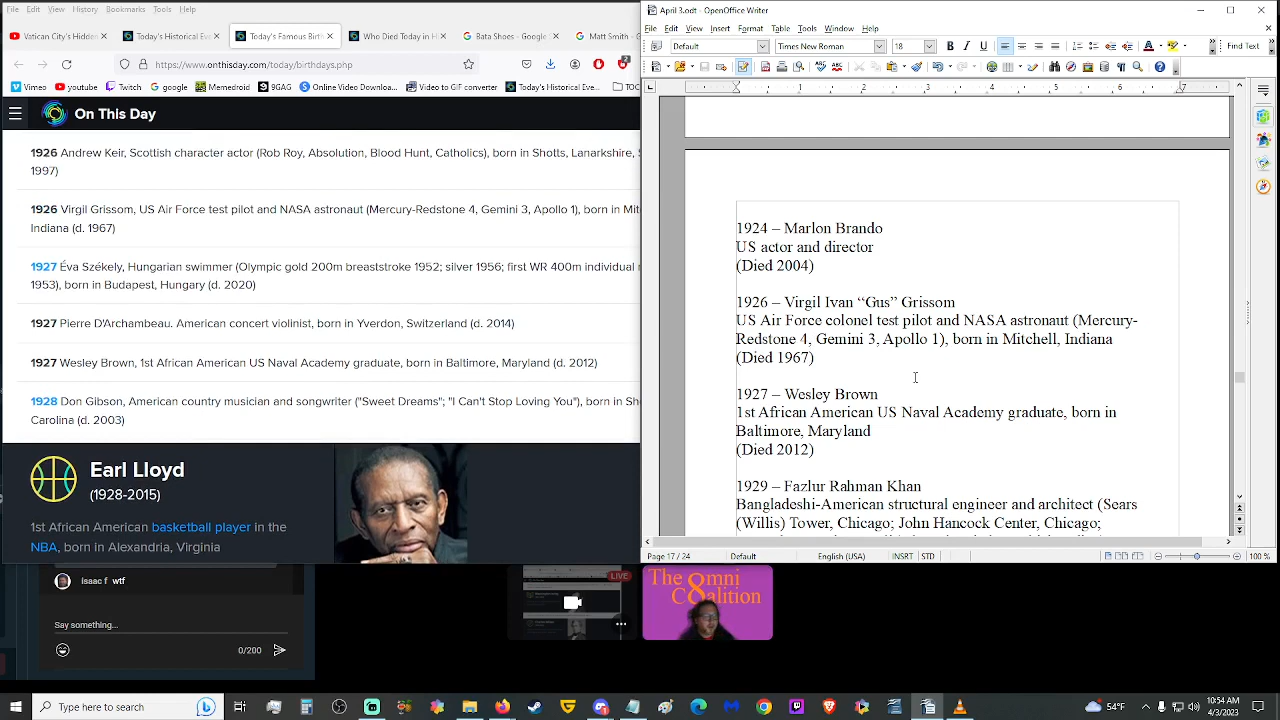 File Edit View History Bookmarks Tools Help
Vatican City's Hidden
Today's Historical Eve
Today's Famous Birt
Who Died Today in H
Bata Shoes - Google
Matt Smith - G
https://www.onthisday.com/today/birthdays.php
Vimeo youtube Twitch google Memedroid 9GAG Online Video Downloa... Video to GIF converter Today's Historical Eve... TOC
On This Day
1926 Andrew Keir, Scottish character actor (Rob Roy, Absolution, Blood Hunt, Catholics), born in Shotts, Lanarkshire,
1997)
1926 Virgil Grissom, US Air Force test pilot and NASA astronaut (Mercury-Redstone 4, Gemini 3, Apollo 1), born in Mit
Indiana (d. 1967)
1927 Éva Székely, Hungarian swimmer (Olympic gold 200m breaststroke 1952; silver 1956; first WR 400m individual
1953), born in Budapest, Hungary (d. 2020)
1927 Pierre D'Archambeau. American concert violinist, born in Yverdon, Switzerland (d. 2014)
1927 Wesley Brown, 1st African American US Naval Academy graduate, born in Baltimore, Maryland (d. 2012)
1928 Don Gibson, American country musician and songwriter ("Sweet Dreams"; "I Can't Stop Loving You"), born in Sh
Carolina (d. 2003)
Earl Lloyd
(1928-2015)
1st African American basketball player in the
NBA, born in Alexandria, Virginia
Isaac f wtf
Say something...
0/200
LIVE
The 8mni
Coalition
April 3.odt - OpenOffice Writer
File Edit View Insert Format Table Tools Window Help
Default Times New Roman 18 Find Text
1 2 3 4 5 6 7
1924 – Marlon Brando
US actor and director
(Died 2004)
1926 – Virgil Ivan “Gus” Grissom
US Air Force colonel test pilot and NASA astronaut (Mercury-
Redstone 4, Gemini 3, Apollo 1), born in Mitchell, Indiana
(Died 1967)
1927 – Wesley Brown
1st African American US Naval Academy graduate, born in
Baltimore, Maryland
(Died 2012)
1929 – Fazlur Rahman Khan
Bangladeshi-American structural engineer and architect (Sears
(Willis) Tower, Chicago; John Hancock Center, Chicago;
Page 17 / 24 Default English (USA) INSRT STD 100 %
Type here to search
54°F
10:54 AM
4/3/2023